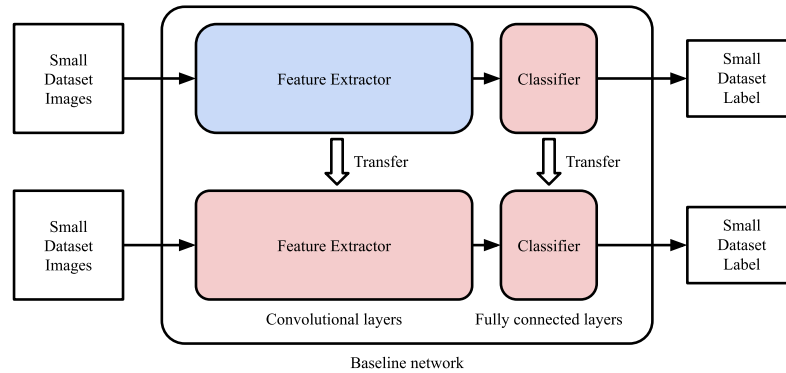 Small
Dataset
Images
Feature Extractor
Classifier
Small
Dataset
Label
Transfer
Transfer
Small
Dataset
Images
Feature Extractor
Classifier
Small
Dataset
Label
Convolutional layers
Fully connected layers
Baseline network